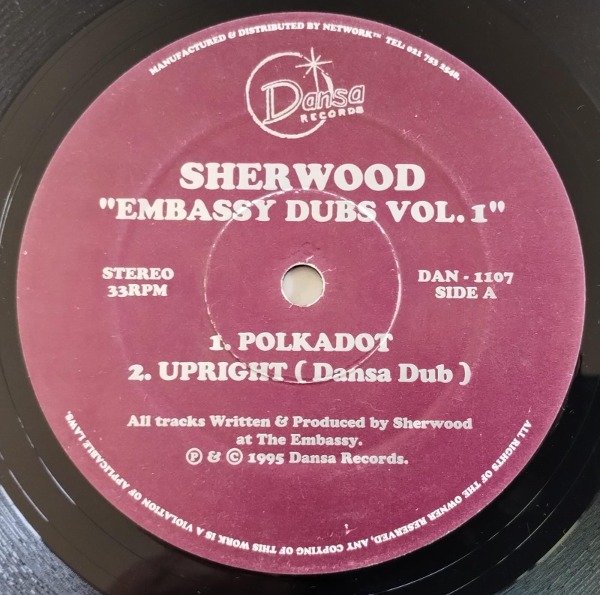 MANUFACTURED & DISTRIBUTED BY NETWORK™ TEL: 021 753 2540.
Dansa
RECORDS
SHERWOOD
"EMBASSY DUBS VOL. 1"
STEREO
33RPM
DAN - 1107
SIDE A
1. POLKADOT
2. UPRIGHT ( Dansa Dub )
All tracks Written & Produced by Sherwood
at The Embassy.
Ⓟ & © 1995 Dansa Records.
ALL RIGHTS OF THE OWNER RESERVED, ANY COPYING OF THIS WORK IS A VIOLATION OF APPLICABLE LAWS.